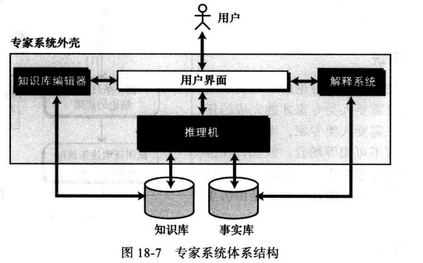 用户
专家系统外壳
知识库编辑器
用户界面
解释系统
推理机
知识库
事实库
图 18-7 专家系统体系结构